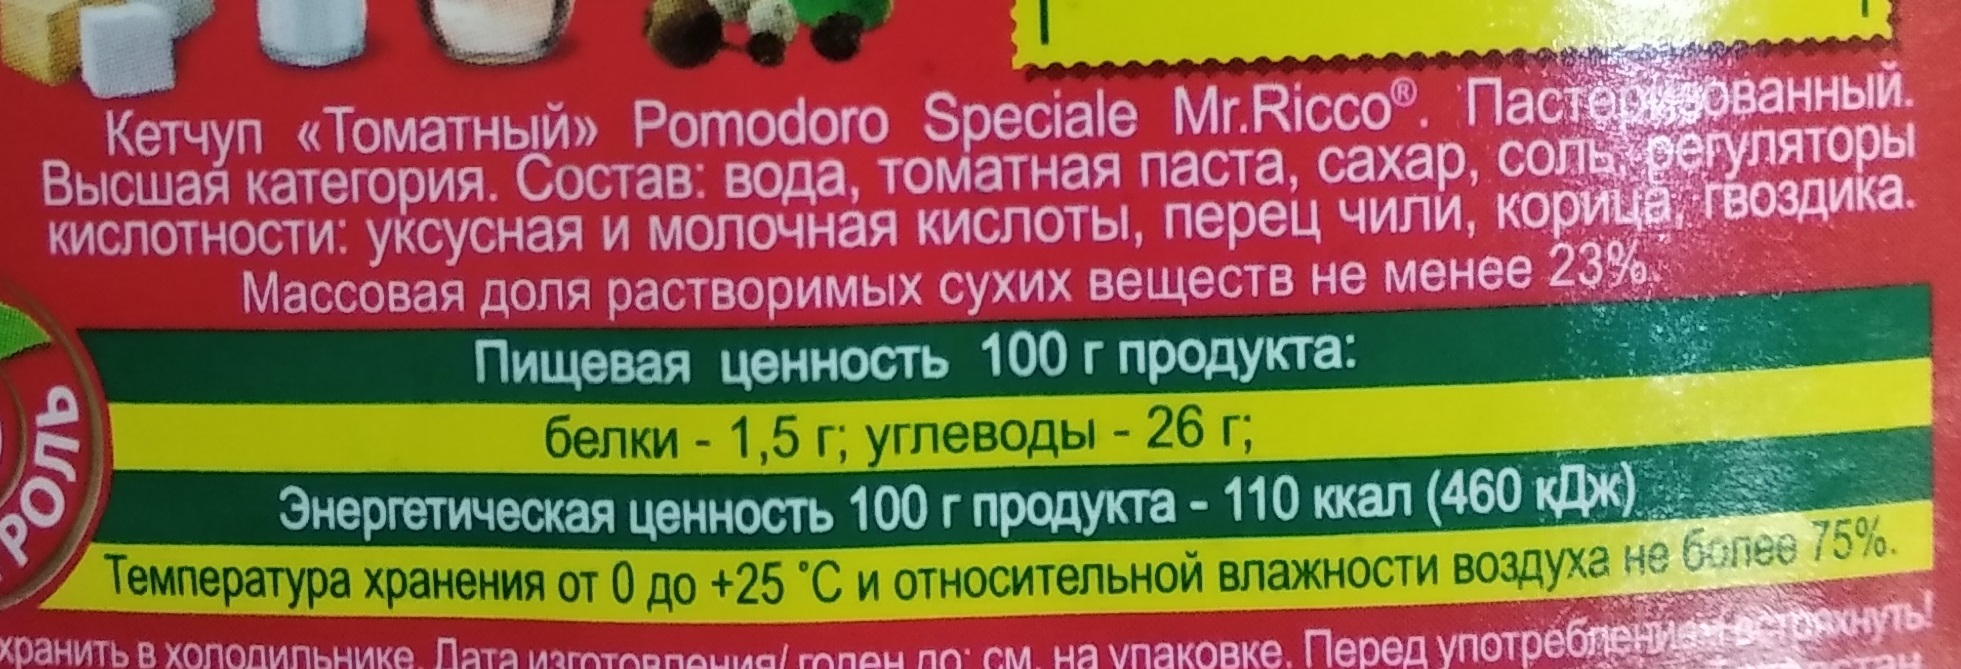 Кетчуп «Томатный» Pomodoro Speciale Mr.Ricco®. Пастеризованный.
Высшая категория. Состав: вода, томатная паста, сахар, соль, регуляторы
кислотности: уксусная и молочная кислоты, перец чили, корица, гвоздика.
Массовая доля растворимых сухих веществ не менее 23%.
Пищевая ценность 100 г продукта:
белки - 1,5 г; углеводы - 26 г;
Энергетическая ценность 100 г продукта - 110 ккал (460 кДж)
Температура хранения от 0 до +25 °С и относительной влажности воздуха не более 75%.
хранить в холодильнике. Дата изготовления/ годен до: см. на упаковке. Перед употреблением встряхнуть!
РОЛЬ